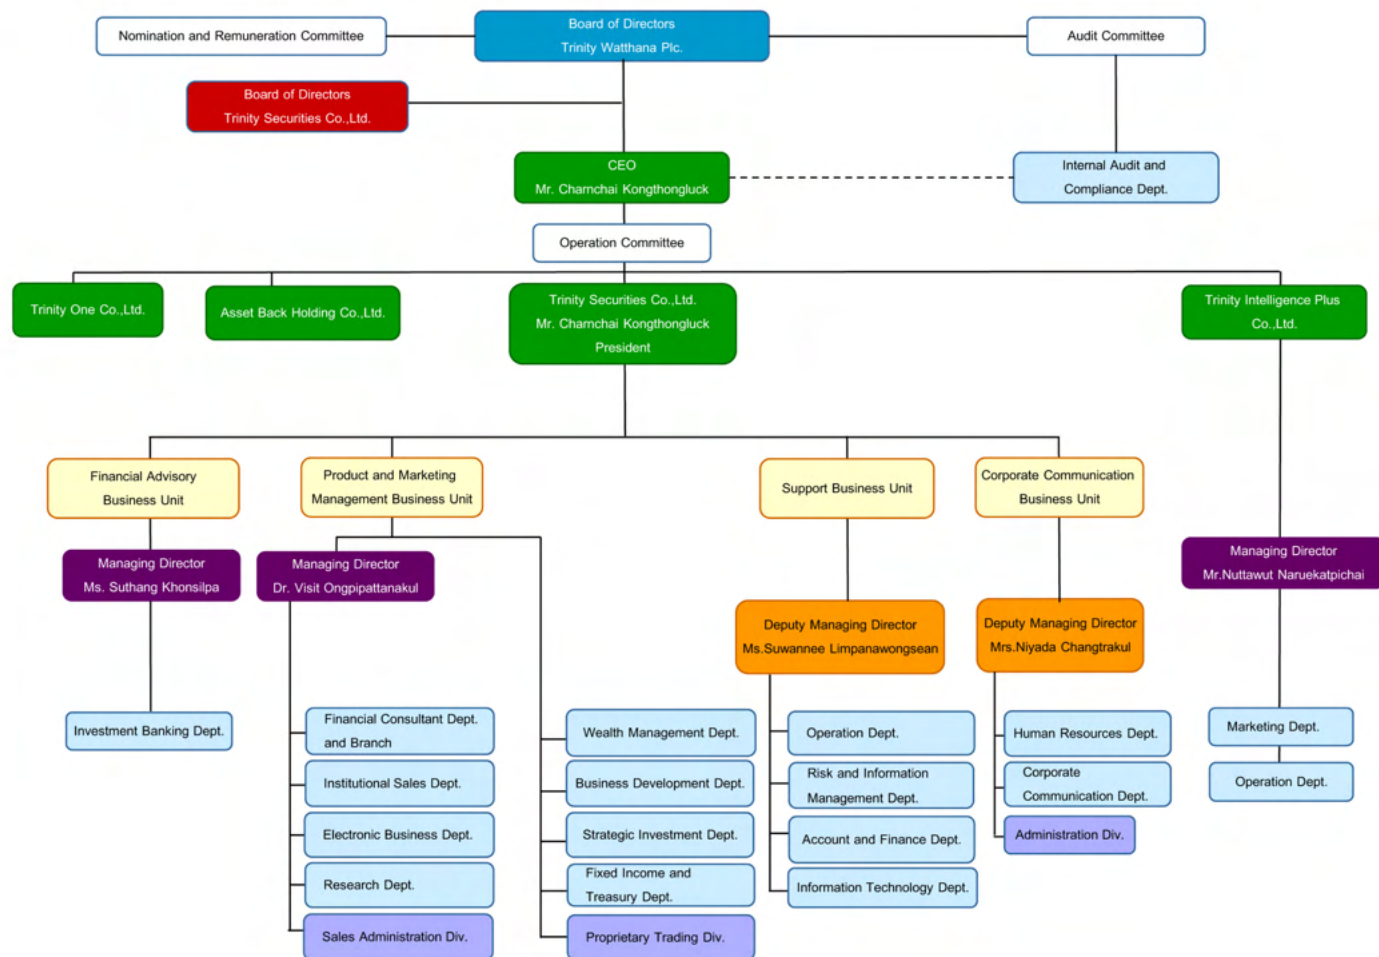 Board of Directors
Trinity Watthana Plc.
Nomination and Remuneration Committee
Audit Committee
Board of Directors
Trinity Securities Co.,Ltd.
CEO
Mr. Charnchai Kongthongluck
Internal Audit and
Compliance Dept.
Operation Committee
Trinity One Co.,Ltd.
Asset Back Holding Co.,Ltd.
Trinity Securities Co.,Ltd.
Mr. Charnchai Kongthongluck
President
Trinity Intelligence Plus
Co.,Ltd.
Financial Advisory
Business Unit
Product and Marketing
Management Business Unit
Support Business Unit
Corporate Communication
Business Unit
Managing Director
Ms. Suthang Khonsilpa
Managing Director
Dr. Visit Ongpipattanakul
Managing Director
Mr.Nuttawut Naruekatpichai
Deputy Managing Director
Ms.Suwannee Limpanawongsean
Deputy Managing Director
Mrs.Niyada Changtrakul
Investment Banking Dept.
Financial Consultant Dept.
and Branch
Institutional Sales Dept.
Electronic Business Dept.
Research Dept.
Sales Administration Div.
Wealth Management Dept.
Business Development Dept.
Strategic Investment Dept.
Fixed Income and
Treasury Dept.
Proprietary Trading Div.
Operation Dept.
Risk and Information
Management Dept.
Account and Finance Dept.
Information Technology Dept.
Human Resources Dept.
Corporate
Communication Dept.
Administration Div.
Marketing Dept.
Operation Dept.